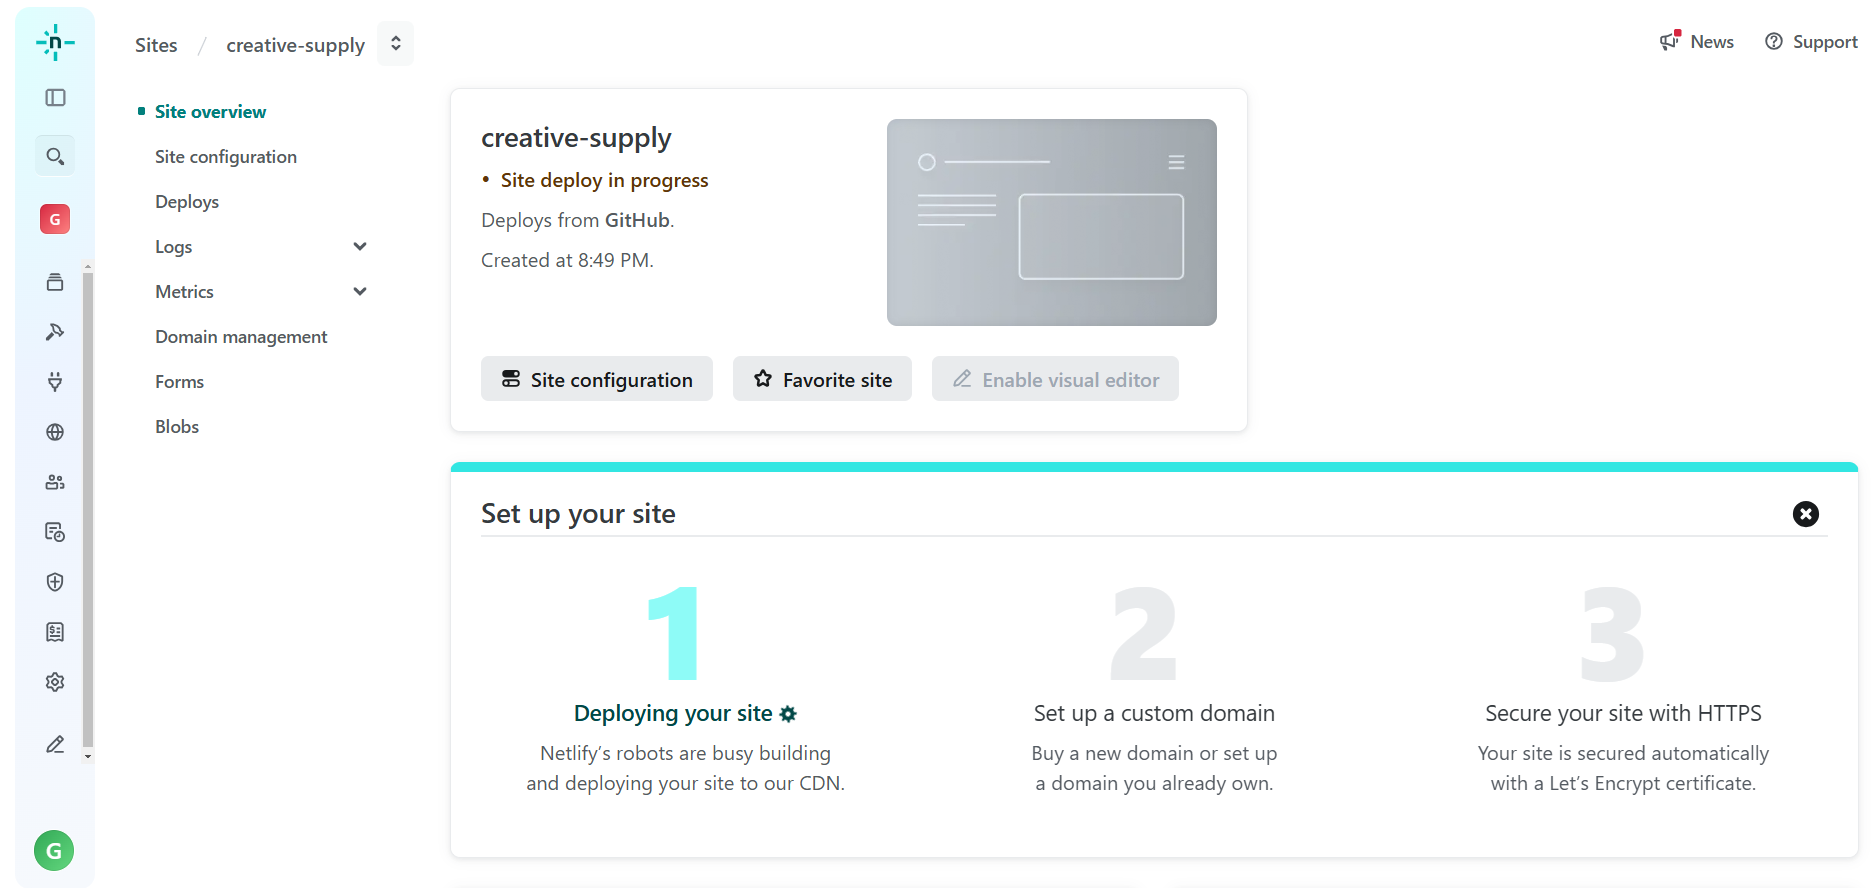 n
Sites / creative-supply
News
Support
G
G
Site overview
Site configuration
Deploys
Logs
Metrics
Domain management
Forms
Blobs
creative-supply
• Site deploy in progress
Deploys from GitHub.
Created at 8:49 PM.
Site configuration
Favorite site
Enable visual editor
Set up your site
1
Deploying your site
Netlify’s robots are busy building
and deploying your site to our CDN.
2
Set up a custom domain
Buy a new domain or set up
a domain you already own.
3
Secure your site with HTTPS
Your site is secured automatically
with a Let’s Encrypt certificate.